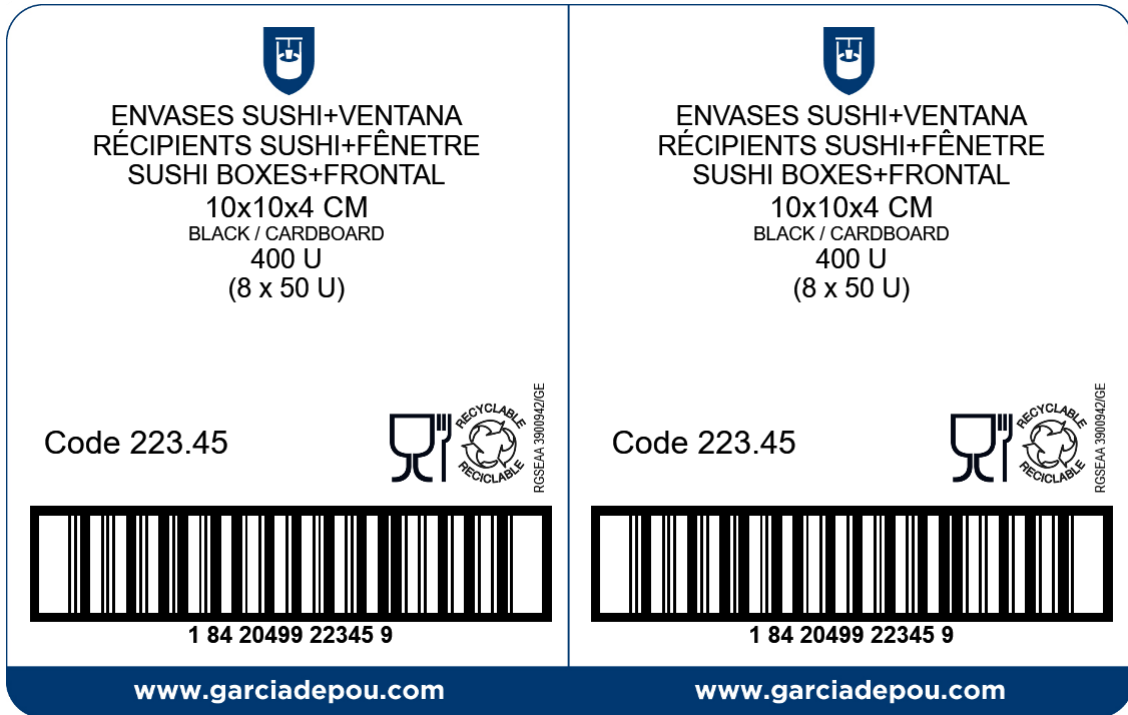 ENVASES SUSHI+VENTANA
RÉCIPIENTS SUSHI+FÊNETRE
SUSHI BOXES+FRONTAL
10x10x4 CM
BLACK / CARDBOARD
400 U
(8 x 50 U)
Code 223.45
RECYCLABLE
RECICLABLE
RGSEAA 3900942/GE
1 84 20499 22345 9
www.garciadepou.com
ENVASES SUSHI+VENTANA
RÉCIPIENTS SUSHI+FÊNETRE
SUSHI BOXES+FRONTAL
10x10x4 CM
BLACK / CARDBOARD
400 U
(8 x 50 U)
Code 223.45
RECYCLABLE
RECICLABLE
RGSEAA 3900942/GE
1 84 20499 22345 9
www.garciadepou.com